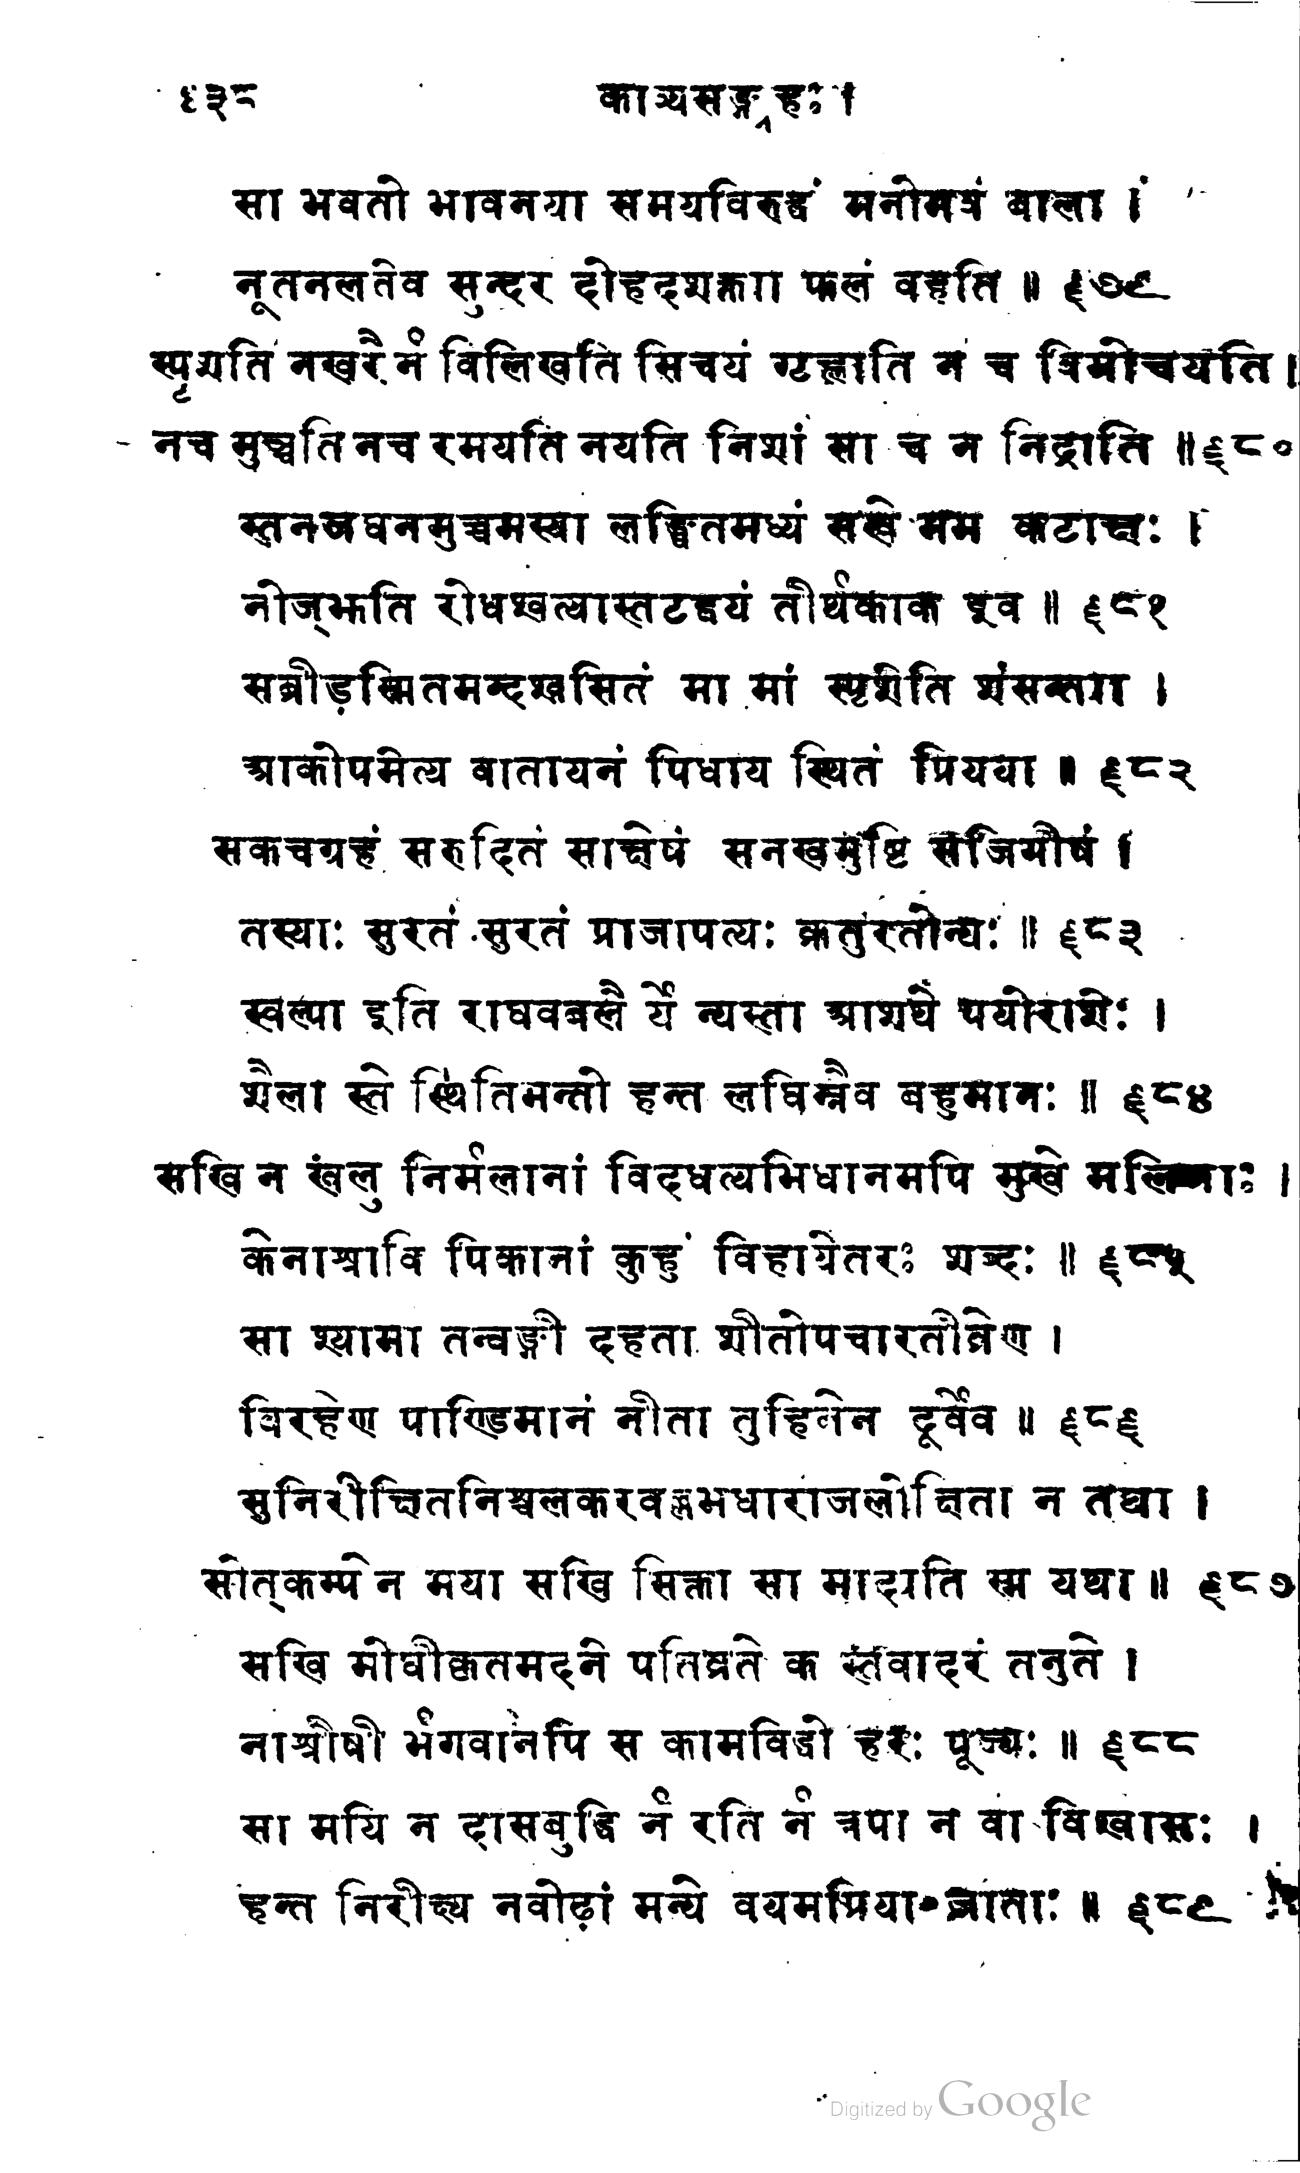 ६३८ काव्यसङ्ग्रहः ।
सा भवतो भावनया समयविरुद्धं मनोभवं बाला ।
नूतनलतेव सुन्दर दोहदशक्त्या फलं वहति ॥ ६७९
स्पृशति नखरै र्न विलिखति सिचयं गृह्णाति न च विमोचयति ।
नच मुञ्चति नच रमयति नयति निशां सा च न निद्राति ॥ ६८०
स्तनजघनमुच्चमस्या लङ्घितमध्यं सखे मम कटाक्षः ।
नोज्झति रोधस्वत्यास्तटद्वयं तीर्थकाक इव ॥ ६८१
सव्रीड़स्मितमन्दश्वसितं मा मां स्पृशेति शंसन्त्या ।
आकोपमेत्य वातायनं पिधाय स्थितं प्रियया ॥ ६८२
सकचग्रहं सरुदितं साक्षेपं सनखमुष्टि सजिगीषं ।
तस्याः सुरतं सुरतं प्राजापत्यः क्रतुरतोन्यः ॥ ६८३
स्वल्पा इति राघवबलै र्ये न्यस्ता आशये पयोराशेः ।
शैला स्ते स्थितिमन्तो हन्त लघिम्नैव बहुमानः ॥ ६८४
सखि न खलु निर्मलानां विदधत्यभिधानमपि मुखे मलिनाः ।
केनाश्रावि पिकानां कुहुं विहायेतरः शब्दः ॥ ६८५
सा श्यामा तन्वङ्गी दहता शीतोपचारतीव्रेण ।
विरहेण पाण्डिमानं नीता तुहिनेन दूर्वेव ॥ ६८६
सुनिरीक्षितनिश्चलकरवल्लभधाराजलोक्षिता न तथा ।
सोत्कम्पेन मया सखि सिक्ता सा माद्यति स्म यथा ॥ ६८७
सखि मोघीकृतमदने पतिव्रते क स्तवादरं तनुते ।
नाश्रौषी र्भगवानपि स कामविद्धो हरः पूज्यः ॥ ६८८
सा मयि न दासबुद्धि र्न रति र्न त्रपा न वा विश्वासः ।
हन्त निरीक्ष्य नवोढ़ां मन्ये वयमप्रिया जाताः ॥ ६८९
Digitized by Google